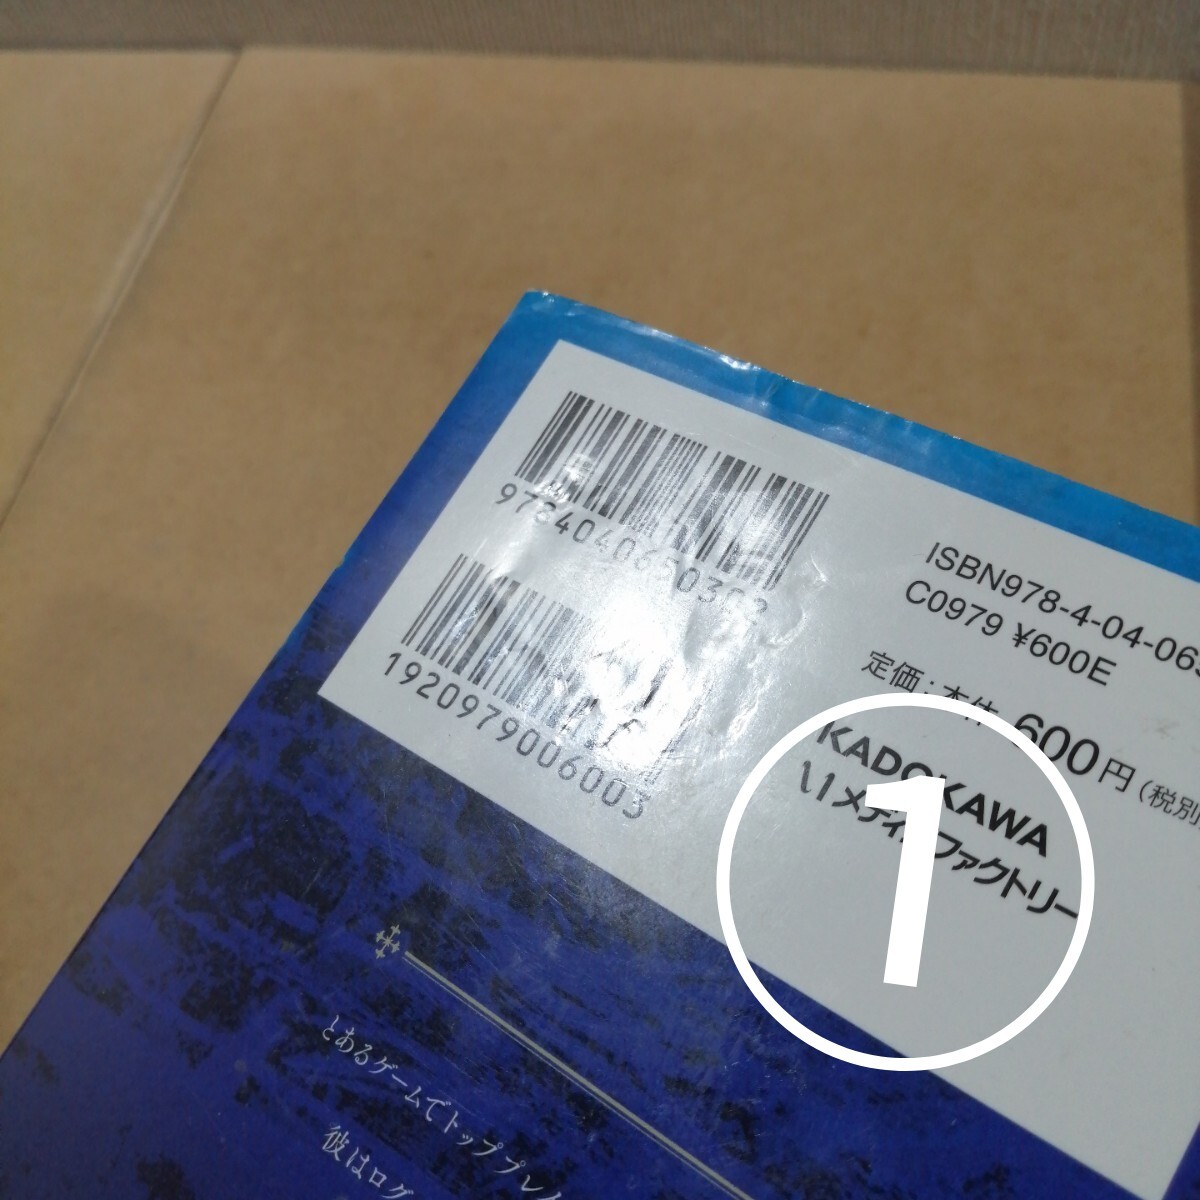 9784040650302
1920979006003
ISBN978-4-04-065
C0979 ¥600E
定価：本体 600円（税別
KADOKAWA
メディアファクトリー
1
とあるゲームでトッププレイ
彼はログ